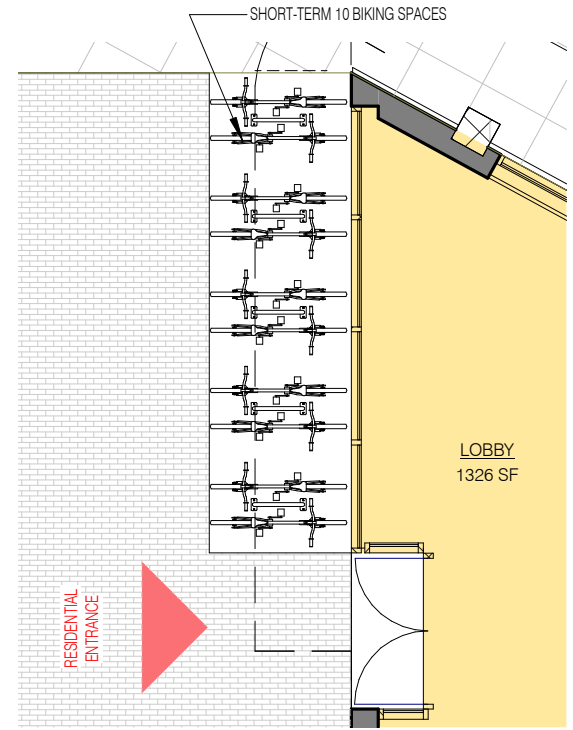 SHORT-TERM 10 BIKING SPACES
LOBBY
1326 SF
RESIDENTIAL
ENTRANCE